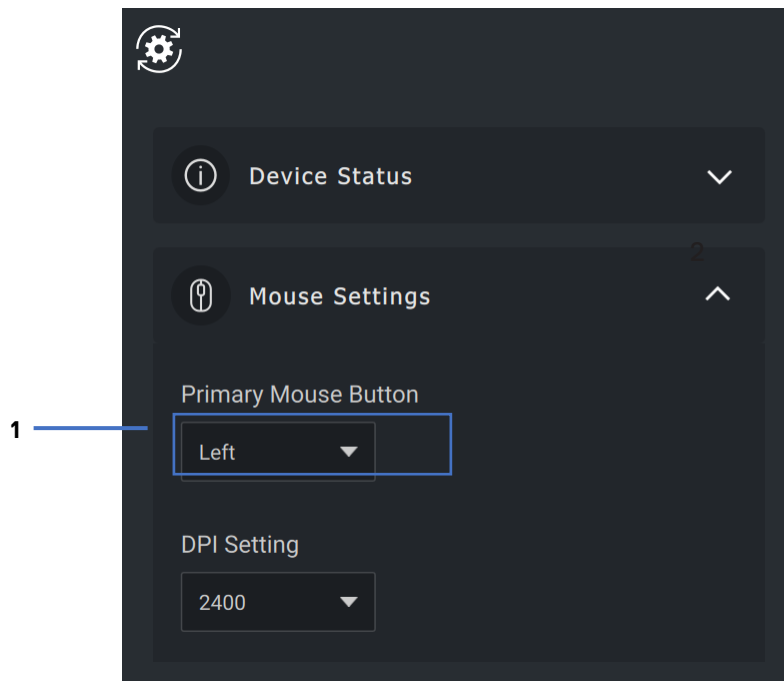 Device Status
2
Mouse Settings
Primary Mouse Button
1
Left
DPI Setting
2400